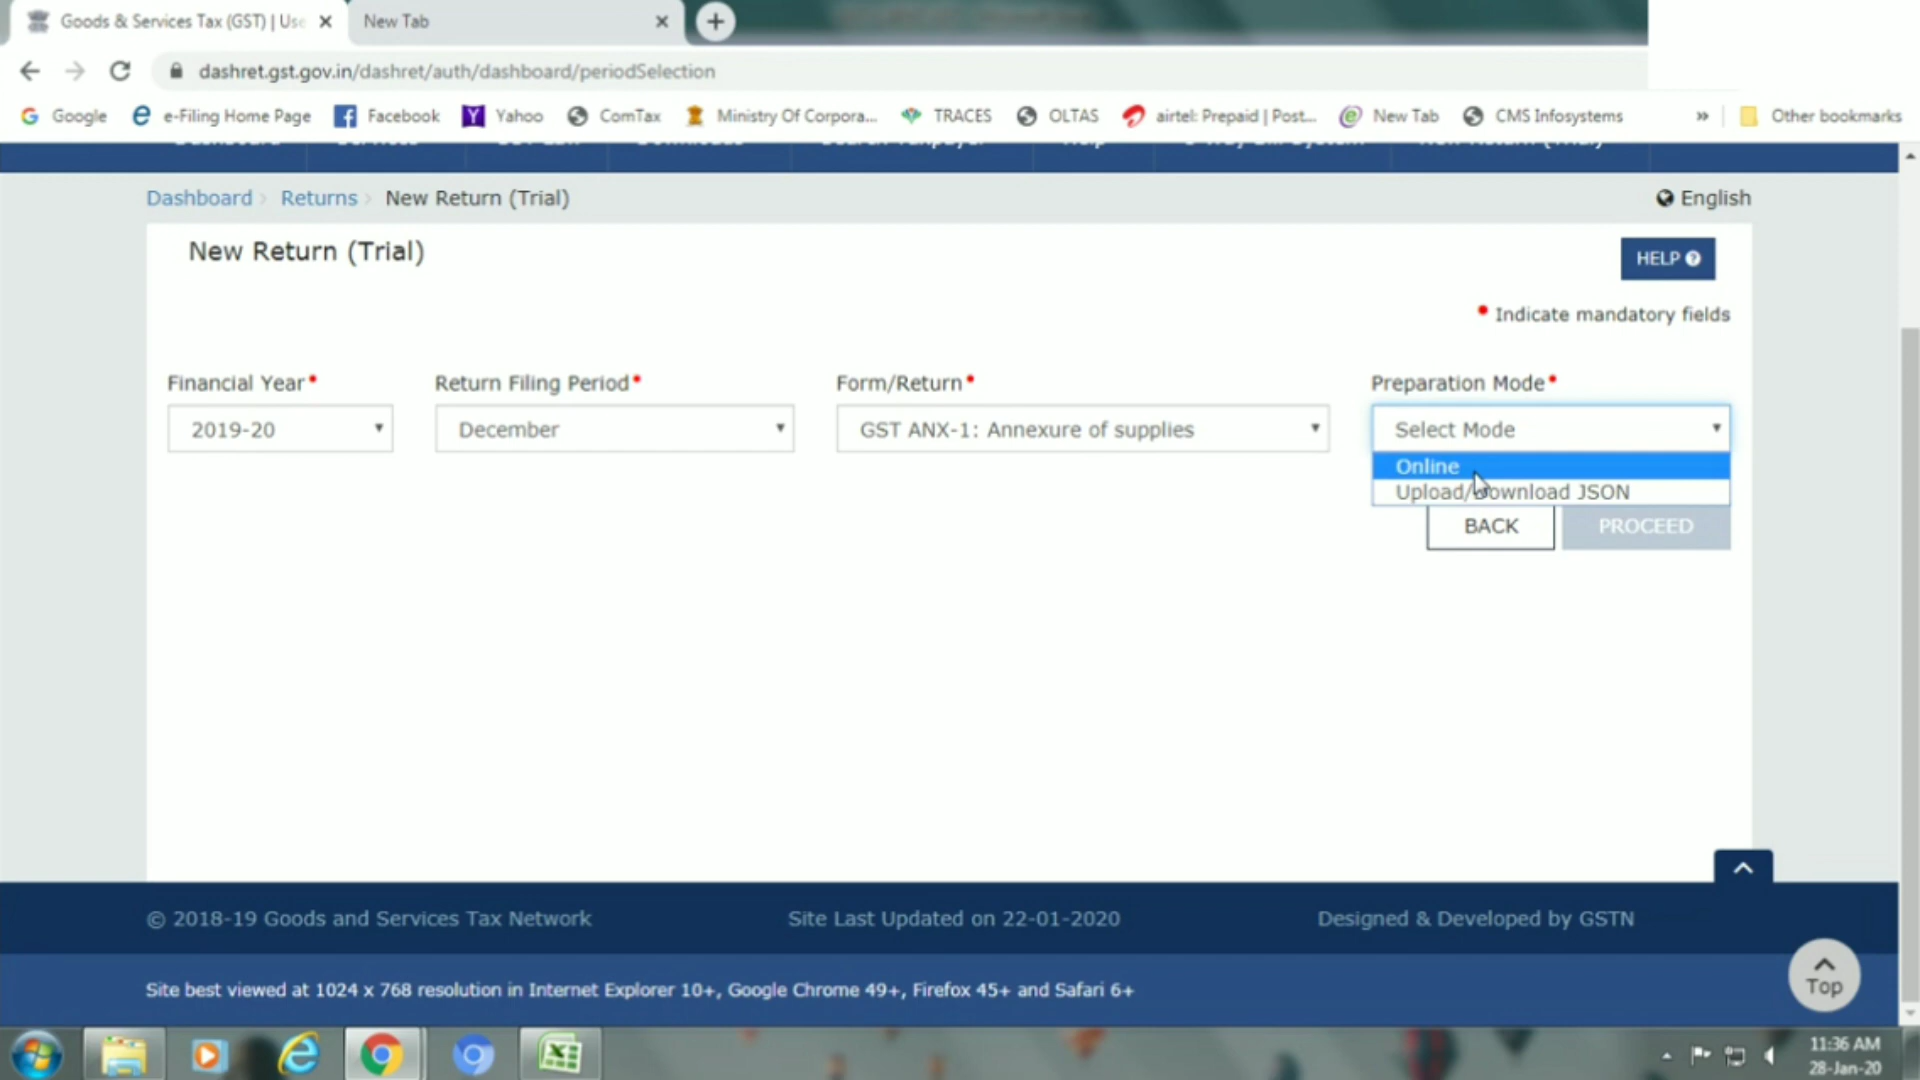 Goods & Services Tax (GST) | Use
New Tab
dashret.gst.gov.in/dashret/auth/dashboard/periodSelection
Google e-Filing Home Page Facebook Yahoo ComTax Ministry Of Corpora... TRACES OLTAS airtel: Prepaid | Post... New Tab CMS Infosystems » Other bookmarks
Dashboard > Returns > New Return (Trial) English
New Return (Trial)
HELP
• Indicate mandatory fields
Financial Year• Return Filing Period• Form/Return• Preparation Mode•
2019-20 December GST ANX-1: Annexure of supplies Select Mode
Online
Upload/Download JSON
BACK PROCEED
© 2018-19 Goods and Services Tax Network Site Last Updated on 22-01-2020 Designed & Developed by GSTN
Top
Site best viewed at 1024 x 768 resolution in Internet Explorer 10+, Google Chrome 49+, Firefox 45+ and Safari 6+
11:36 AM
28-Jan-20